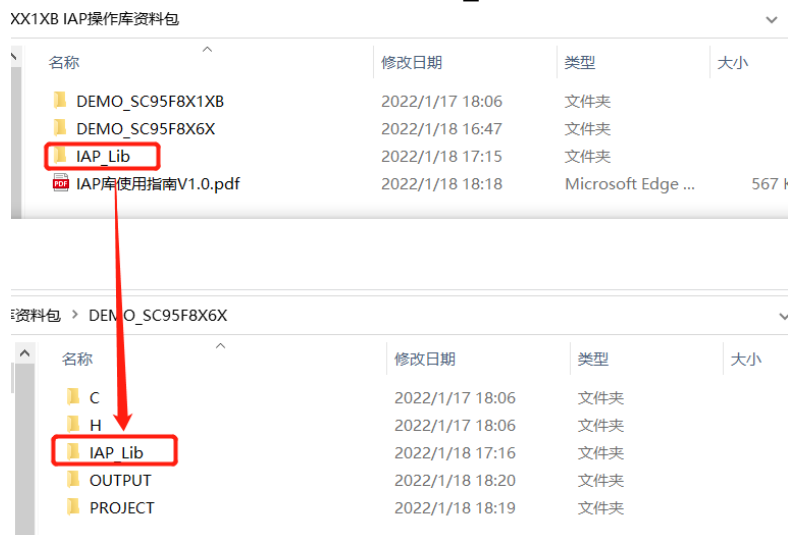 XX1XB IAP操作库资料包
名称 修改日期 类型 大小
DEMO_SC95F8X1XB 2022/1/17 18:06 文件夹
DEMO_SC95F8X6X 2022/1/18 16:47 文件夹
IAP_Lib 2022/1/18 17:15 文件夹
IAP库使用指南V1.0.pdf 2022/1/18 18:18 Microsoft Edge ... 567 K
库资料包 > DEMO_SC95F8X6X
名称 修改日期 类型 大小
C 2022/1/17 18:06 文件夹
H 2022/1/17 18:06 文件夹
IAP_Lib 2022/1/18 17:16 文件夹
OUTPUT 2022/1/18 18:20 文件夹
PROJECT 2022/1/18 18:19 文件夹